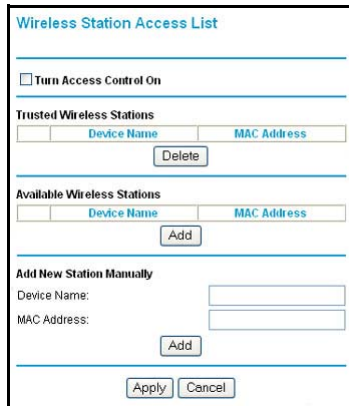 Wireless Station Access List
Turn Access Control On
Trusted Wireless Stations
Device Name MAC Address
Delete
Available Wireless Stations
Device Name MAC Address
Add
Add New Station Manually
Device Name:
MAC Address:
Add
Apply Cancel